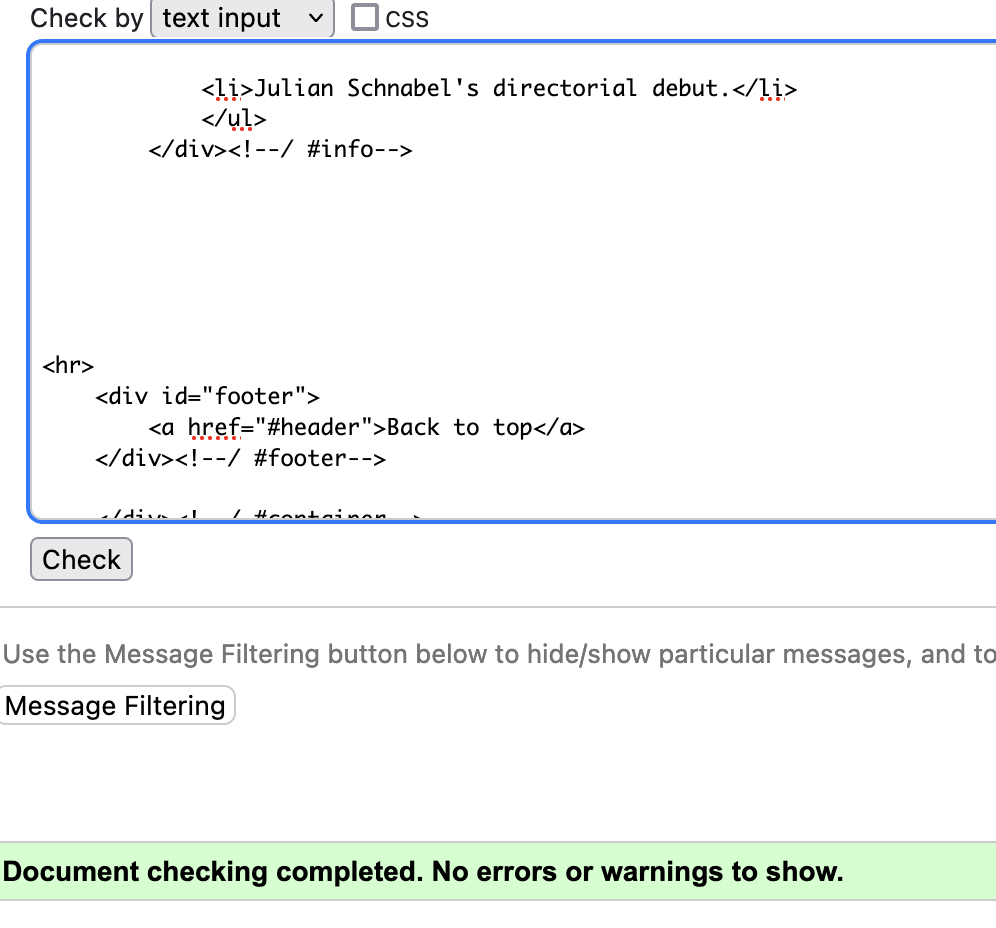 Check by text input css
<li>Julian Schnabel's directorial debut.</li>
</ul>
</div><!--/ #info-->
<hr>
<div id="footer">
<a href="#header">Back to top</a>
</div><!--/ #footer-->
</div><!--/ #container-->
Check
Use the Message Filtering button below to hide/show particular messages, and to
Message Filtering
Document checking completed. No errors or warnings to show.